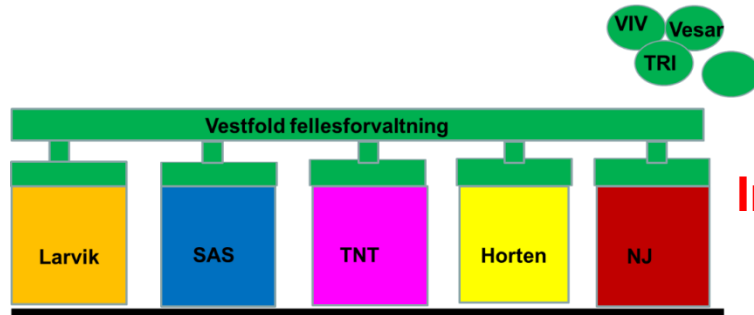 VIV Vesar
TRI
Vestfold fellesforvaltning
Larvik SAS TNT Horten NJ